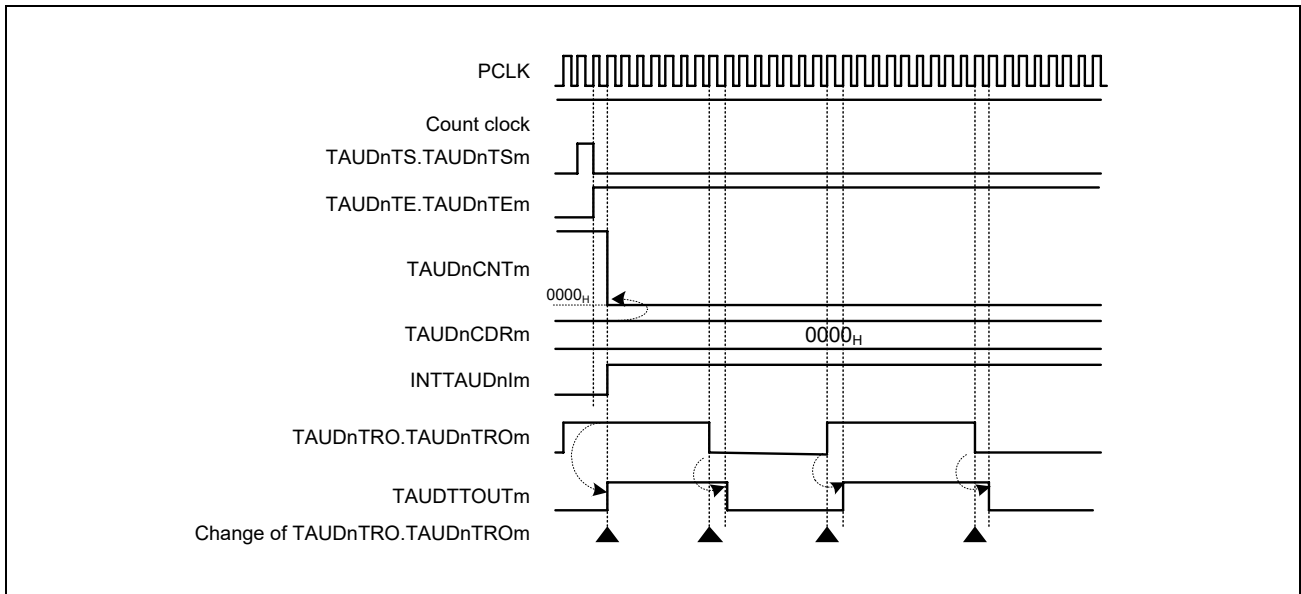 PCLK
Count clock
TAUDnTS.TAUDnTSm
TAUDnTE.TAUDnTEm
TAUDnCNTm
0000H
TAUDnCDRm
0000H
INTTAUDnIm
TAUDnTRO.TAUDnTROm
TAUDTTOUTm
Change of TAUDnTRO.TAUDnTROm